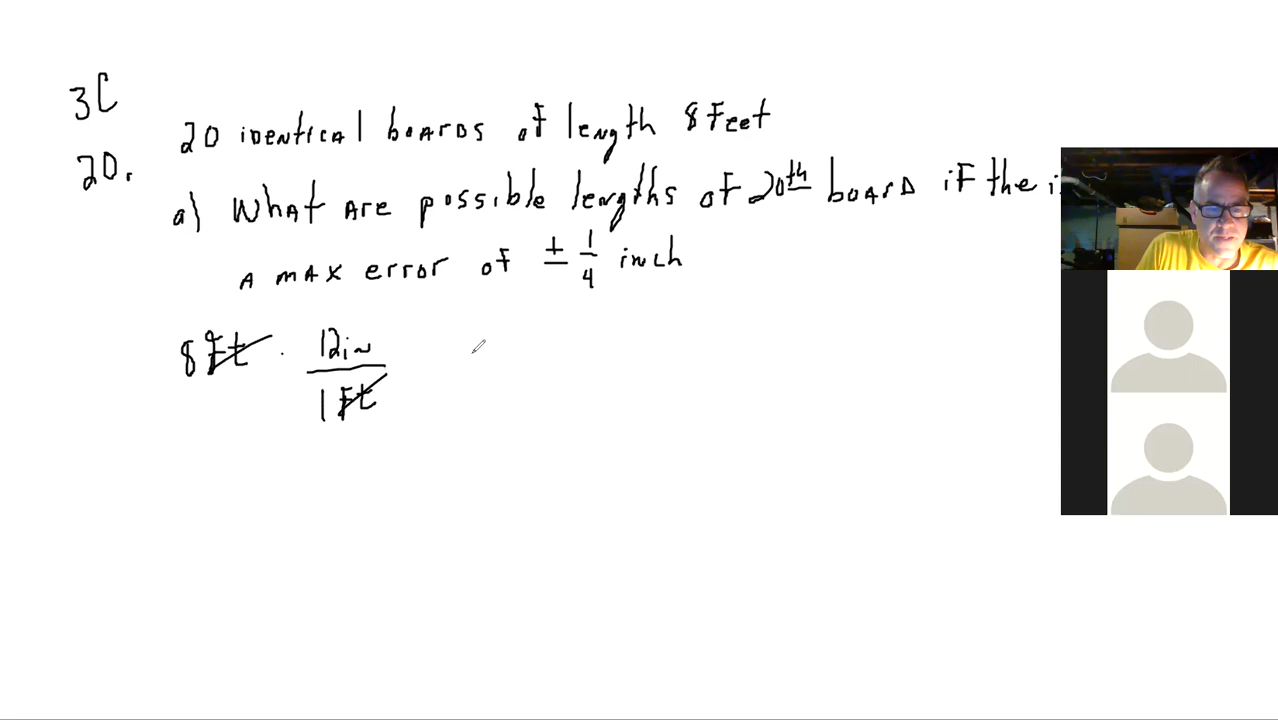 3C
20 identical boards of length 8 Feet
20.
a) What are possible lengths of 20th board if the
a max error of ± 1/4 inch
8 Ft · 12 in / 1 Ft